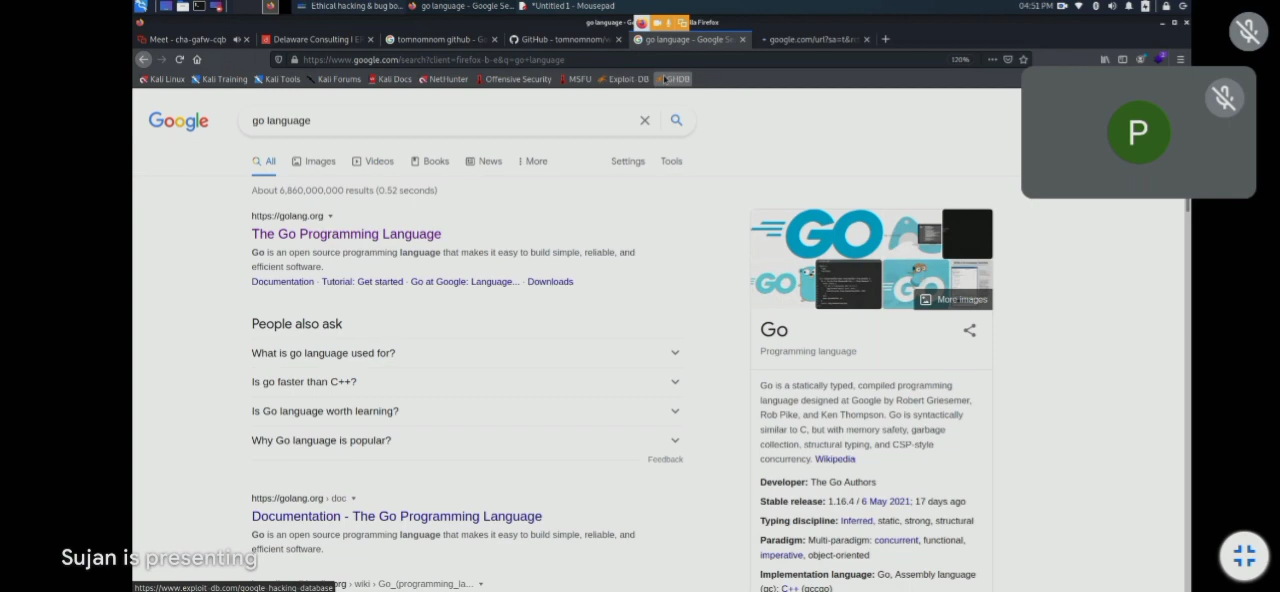 Ethical hacking & bug bo...
go language - Google Se...
*Untitled 1 - Mousepad
04:51 PM
go language - G
lla Firefox
Meet - cha-gafw-cqb
Delaware Consulting I E
tomnomnom github - Go
GitHub - tomnomnom/
go language - Google Se
google.com/url?sa=t&r
https://www.google.com/search?client=firefox-b-e&q=go+language
120%
Kali Linux
Kali Training
Kali Tools
Kali Forums
Kali Docs
NetHunter
Offensive Security
MSFU
Exploit-DB
GHDB
Google
go language
All
Images
Videos
Books
News
More
Settings
Tools
About 6,860,000,000 results (0.52 seconds)
https://golang.org
The Go Programming Language
Go is an open source programming language that makes it easy to build simple, reliable, and
efficient software.
Documentation · Tutorial: Get started · Go at Google: Language... · Downloads
People also ask
What is go language used for?
Is go faster than C++?
Is Go language worth learning?
Why Go language is popular?
Feedback
https://golang.org › doc
Documentation - The Go Programming Language
Go is an open source programming language that makes it easy to build simple, reliable, and
efficient software.
rg › wiki › Go_(programming_la...
https://www.exploit-db.com/google-hacking-database
GO
GO
GO
More images
Go
Programming language
Go is a statically typed, compiled programming
language designed at Google by Robert Griesemer,
Rob Pike, and Ken Thompson. Go is syntactically
similar to C, but with memory safety, garbage
collection, structural typing, and CSP-style
concurrency. Wikipedia
Developer: The Go Authors
Stable release: 1.16.4 / 6 May 2021; 17 days ago
Typing discipline: Inferred, static, strong, structural
Paradigm: Multi-paradigm: concurrent, functional,
imperative, object-oriented
Implementation language: Go, Assembly language
(gc); C++ (gccgo)
P
Sujan is presenting